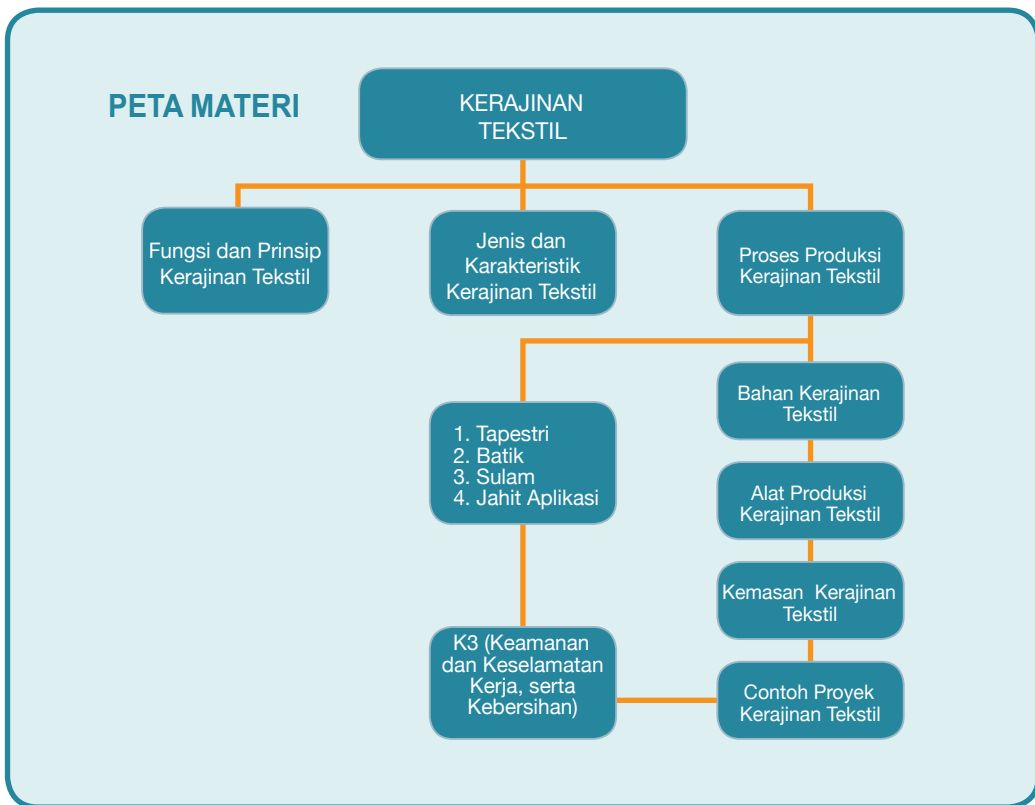 PETA MATERI
KERAJINAN
TEKSTIL
Fungsi dan Prinsip
Kerajinan Tekstil
Jenis dan
Karakteristik
Kerajinan Tekstil
Proses Produksi
Kerajinan Tekstil
1. Tapestri
2. Batik
3. Sulam
4. Jahit Aplikasi
Bahan Kerajinan
Tekstil
Alat Produksi
Kerajinan Tekstil
Kemasan Kerajinan
Tekstil
K3 (Keamanan
dan Keselamatan
Kerja, serta
Kebersihan)
Contoh Proyek
Kerajinan Tekstil